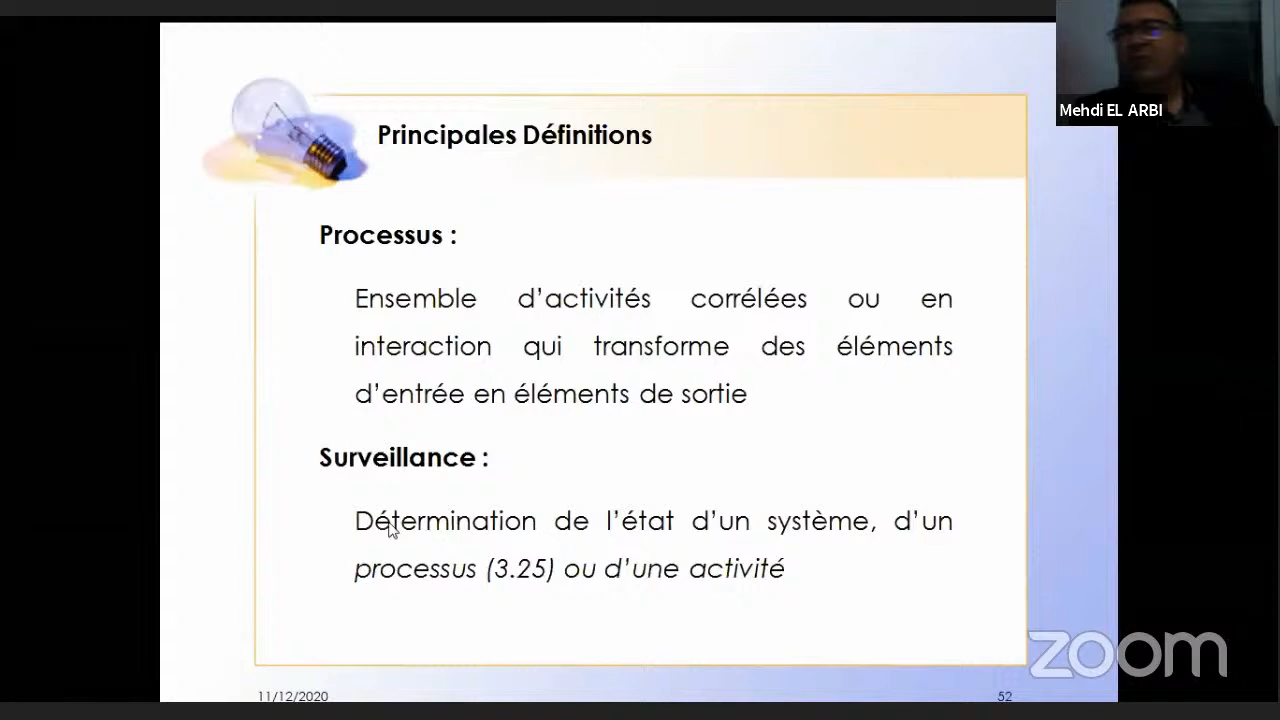 Mehdi EL ARBI
Principales Définitions
Processus :
Ensemble d’activités corrélées ou en
interaction qui transforme des éléments
d’entrée en éléments de sortie
Surveillance :
Détermination de l’état d’un système, d’un
processus (3.25) ou d’une activité
11/12/2020
52
zoom